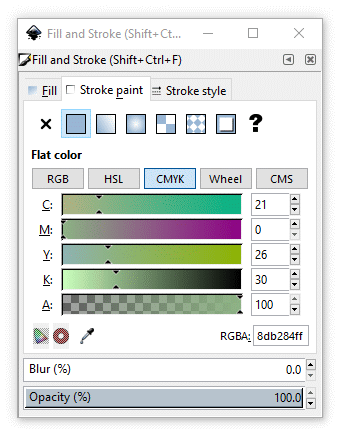 Fill and Stroke (Shift+Ct...
Fill and Stroke (Shift+Ctrl+F)
Fill Stroke paint Stroke style
?
Flat color
RGB HSL CMYK Wheel CMS
C: 21
M: 0
Y: 26
K: 30
A: 100
RGBA: 8db284ff
Blur (%) 0.0
Opacity (%) 100.0